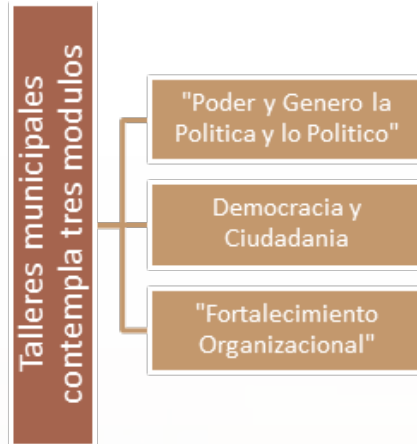 Talleres municipales
contempla tres modulos
"Poder y Genero la
Politica y lo Politico"
Democracia y
Ciudadania
"Fortalecimiento
Organizacional"